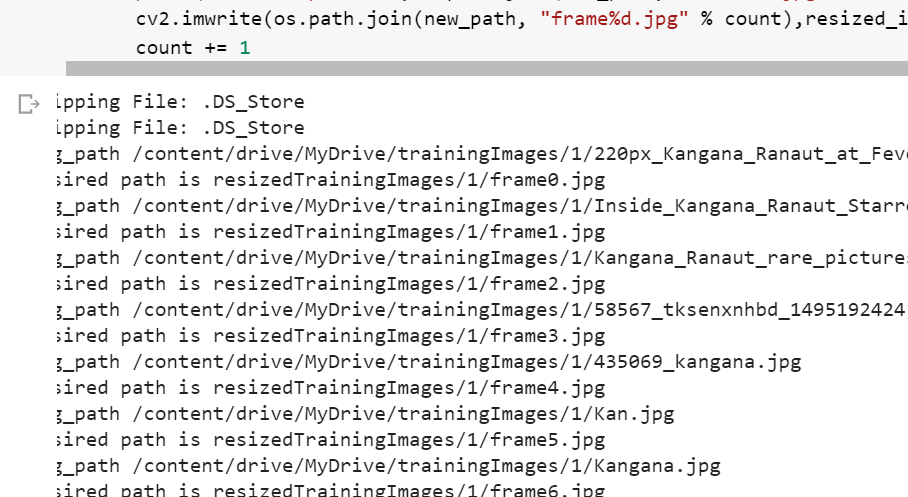 cv2.imwrite(os.path.join(new_path, "frame%d.jpg" % count),resized_i
count += 1
ipping File: .DS_Store
ipping File: .DS_Store
g_path /content/drive/MyDrive/trainingImages/1/220px_Kangana_Ranaut_at_Feve
sired path is resizedTrainingImages/1/frame0.jpg
g_path /content/drive/MyDrive/trainingImages/1/Inside_Kangana_Ranaut_Starre
sired path is resizedTrainingImages/1/frame1.jpg
g_path /content/drive/MyDrive/trainingImages/1/Kangana_Ranaut_rare_pictures
sired path is resizedTrainingImages/1/frame2.jpg
g_path /content/drive/MyDrive/trainingImages/1/58567_tksenxnhbd_1495192424
sired path is resizedTrainingImages/1/frame3.jpg
g_path /content/drive/MyDrive/trainingImages/1/435069_kangana.jpg
sired path is resizedTrainingImages/1/frame4.jpg
g_path /content/drive/MyDrive/trainingImages/1/Kan.jpg
sired path is resizedTrainingImages/1/frame5.jpg
g_path /content/drive/MyDrive/trainingImages/1/Kangana.jpg
sired path is resizedTrainingImages/1/frame6.jpg